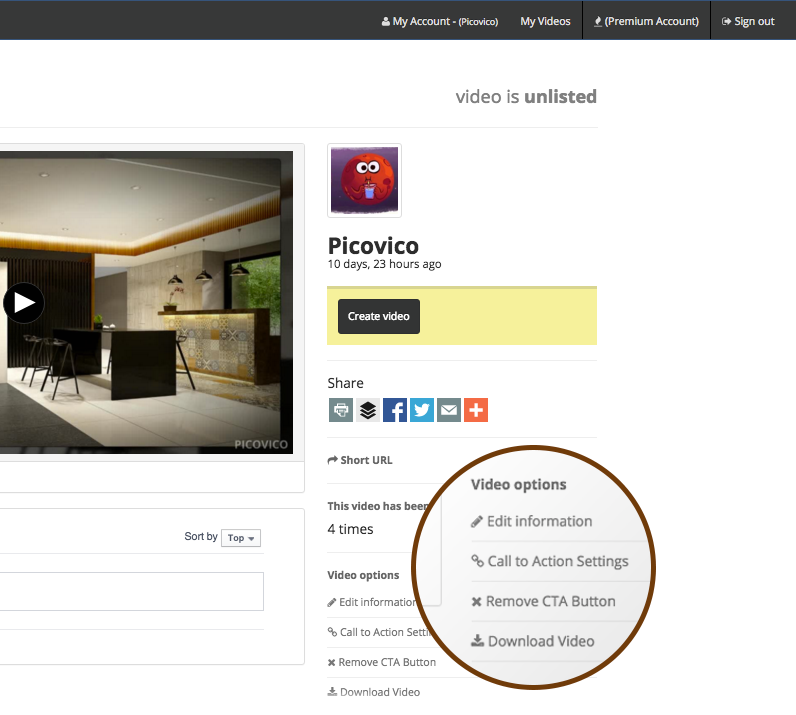 My Account - (Picovico) My Videos (Premium Account) Sign out
video is unlisted
PICOVICO
Picovico
10 days, 23 hours ago
Create video
Share
Short URL
This video has been
4 times
Sort by Top
Video options
Edit information
Call to Action Setti
Remove CTA Button
Download Video
Video options
Edit information
Call to Action Settings
Remove CTA Button
Download Video